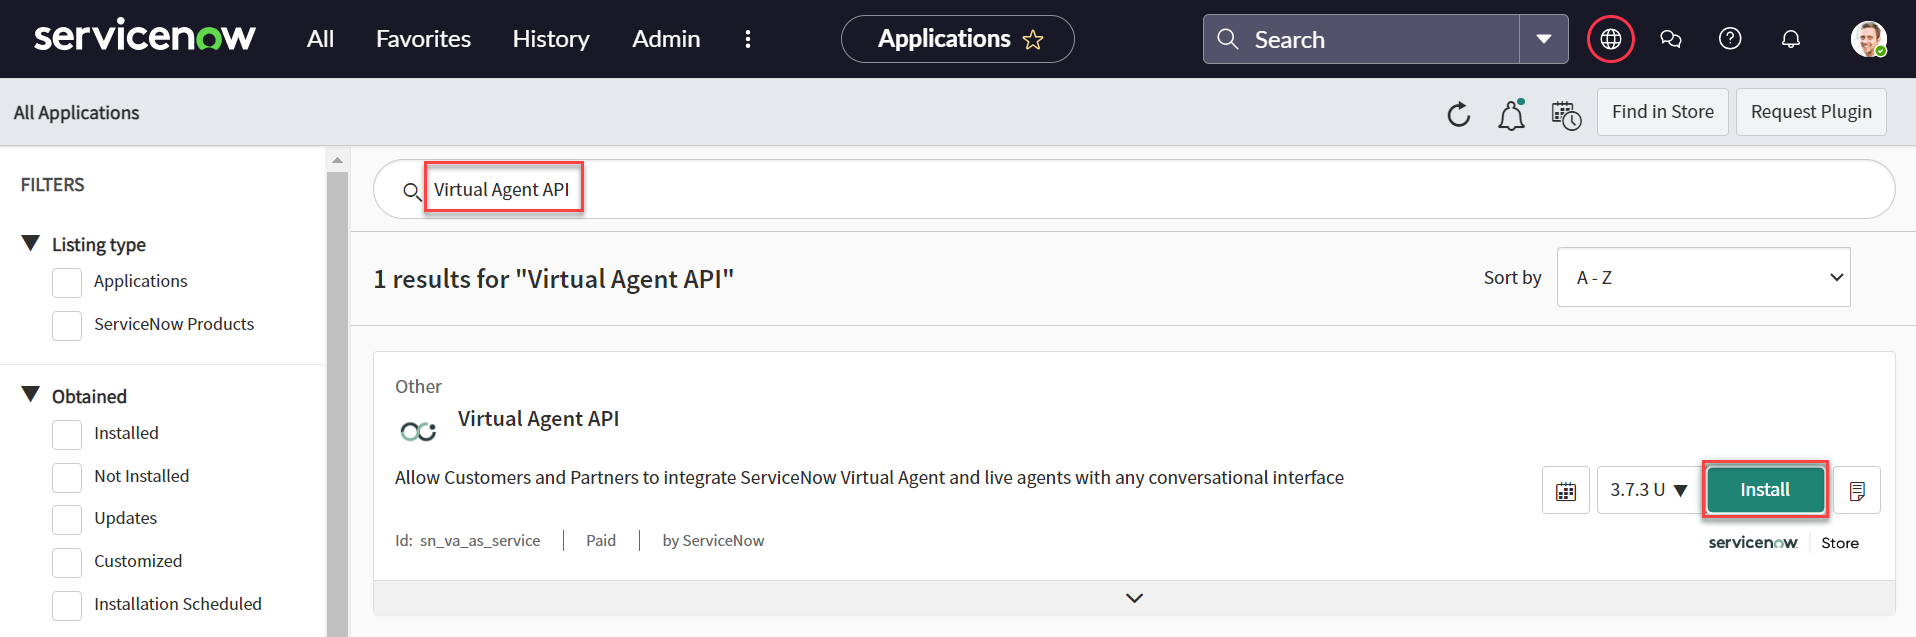 servicenow All Favorites History Admin Applications Search
All Applications Find in Store Request Plugin
FILTERS
Listing type
Applications
ServiceNow Products
Obtained
Installed
Not Installed
Updates
Customized
Installation Scheduled
Virtual Agent API
1 results for "Virtual Agent API"
Sort by A - Z
Other
Virtual Agent API
Allow Customers and Partners to integrate ServiceNow Virtual Agent and live agents with any conversational interface
3.7.3 U Install
Id: sn_va_as_service Paid by ServiceNow
servicenow Store